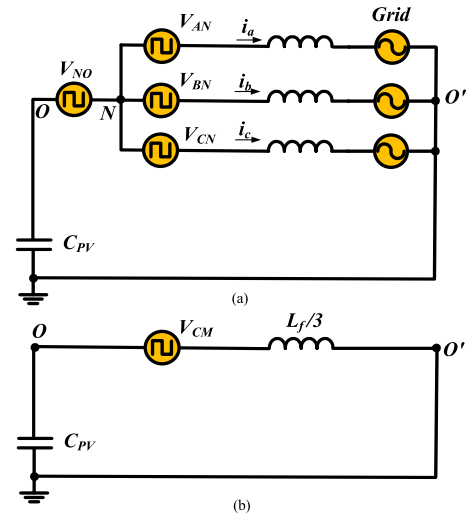 V_AN
i_a
Grid
V_NO
V_BN
i_b
O
N
O'
V_CN
i_c
C_PV
(a)
O
V_CM
L_f/3
O'
C_PV
(b)